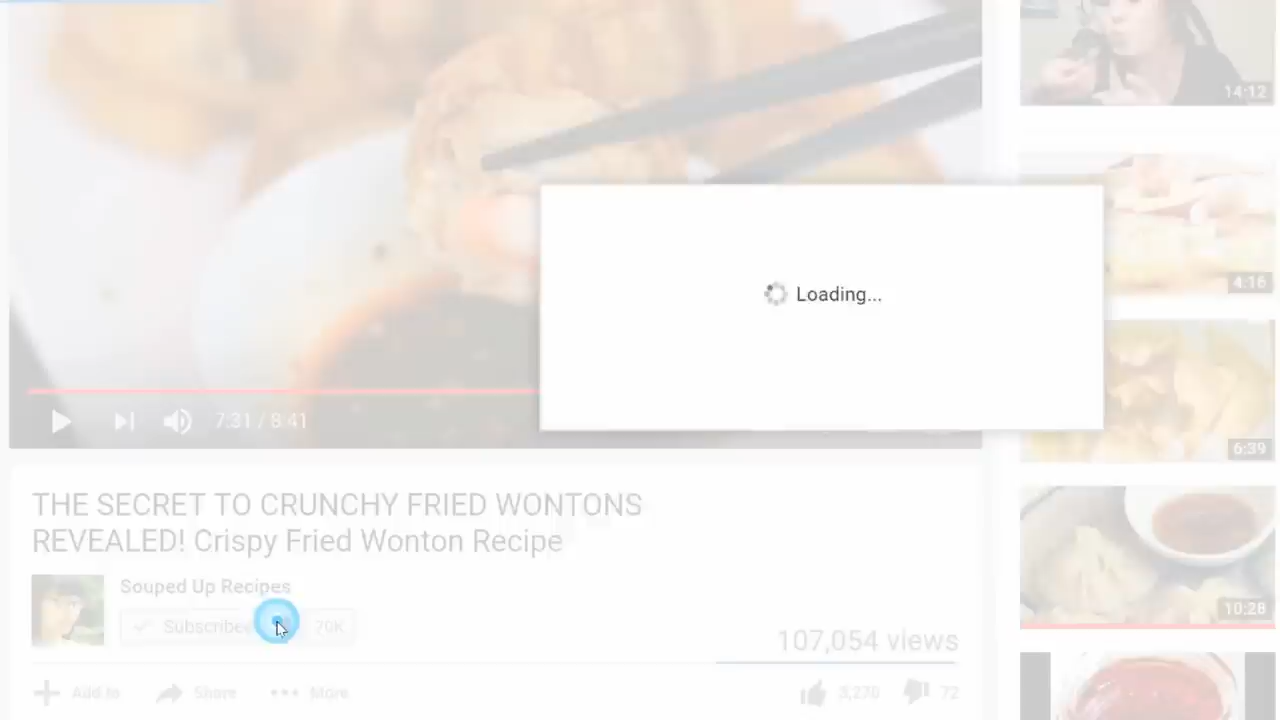 14:12
4:16
Loading...
6:39
7:31 / 8:41
THE SECRET TO CRUNCHY FRIED WONTONS
REVEALED! Crispy Fried Wonton Recipe
10:28
Souped Up Recipes
Subscribed
107,054 views
Add to
Share
More
72